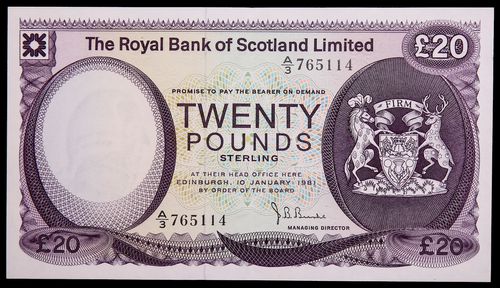 The Royal Bank of Scotland Limited
£20
A/3 765114
PROMISE TO PAY THE BEARER ON DEMAND
TWENTY
POUNDS
STERLING
FIRM
AT THEIR HEAD OFFICE HERE
EDINBURGH, 10 JANUARY 1981
BY ORDER OF THE BOARD
A/3 765114
MANAGING DIRECTOR
£20
£20